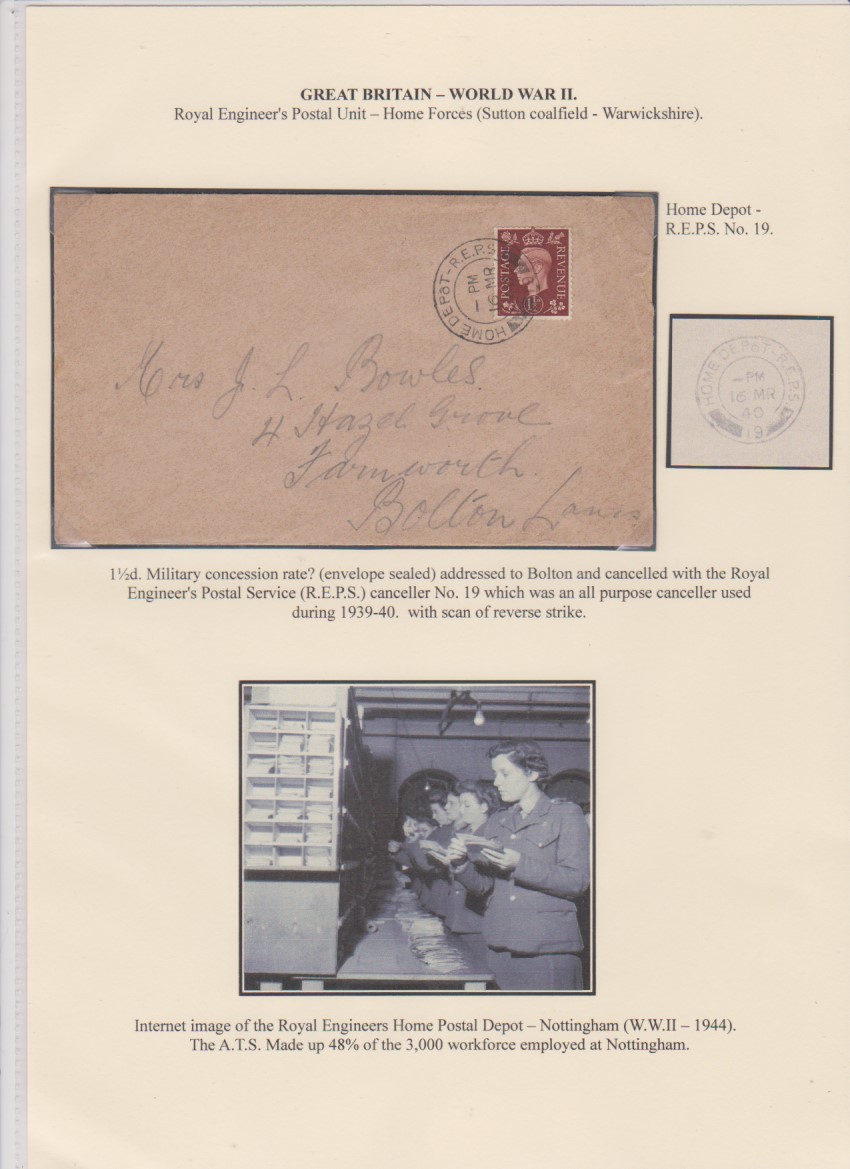 GREAT BRITAIN – WORLD WAR II.
Royal Engineer's Postal Unit – Home Forces (Sutton coalfield - Warwickshire).
Home Depot -
R.E.P.S. No. 19.
HOME DEPÔT - R.E.P.S.
PM
MR
POSTAGE
REVENUE
1½
Mrs J. L. Bowles.
4 Hazel Grove
Farnworth.
Bolton Lancs
HOME DEPÔT - R.E.P.S.
–PM
16 MR
40
19
1½d. Military concession rate? (envelope sealed) addressed to Bolton and cancelled with the Royal
Engineer's Postal Service (R.E.P.S.) canceller No. 19 which was an all purpose canceller used
during 1939-40.  with scan of reverse strike.
Internet image of the Royal Engineers Home Postal Depot – Nottingham (W.W.II – 1944).
The A.T.S. Made up 48% of the 3,000 workforce employed at Nottingham.